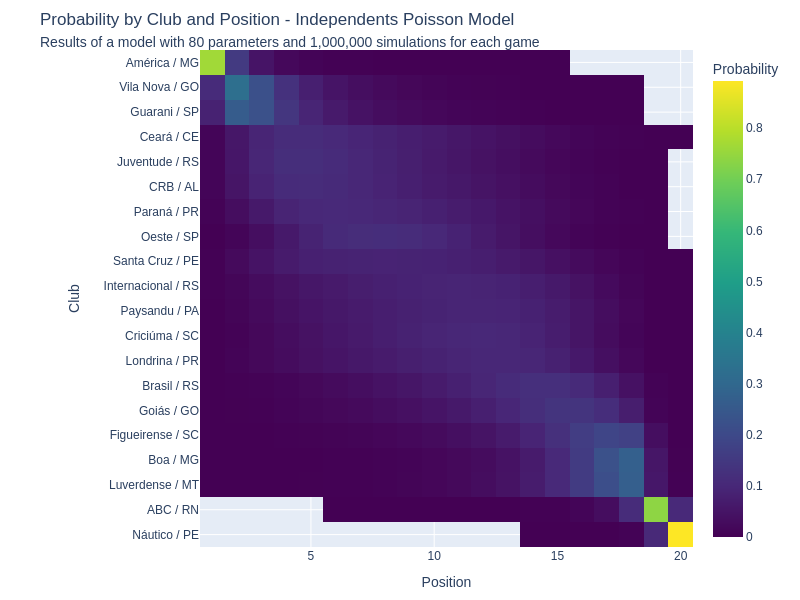 Probability by Club and Position - Independents Poisson Model
Results of a model with 80 parameters and 1,000,000 simulations for each game
Probability
América / MG
Vila Nova / GO
Guarani / SP
Ceará / CE
Juventude / RS
CRB / AL
Paraná / PR
Oeste / SP
Santa Cruz / PE
Internacional / RS
Paysandu / PA
Criciúma / SC
Londrina / PR
Brasil / RS
Goiás / GO
Figueirense / SC
Boa / MG
Luverdense / MT
ABC / RN
Náutico / PE
Club
5
10
15
20
Position
0.8
0.7
0.6
0.5
0.4
0.3
0.2
0.1
0